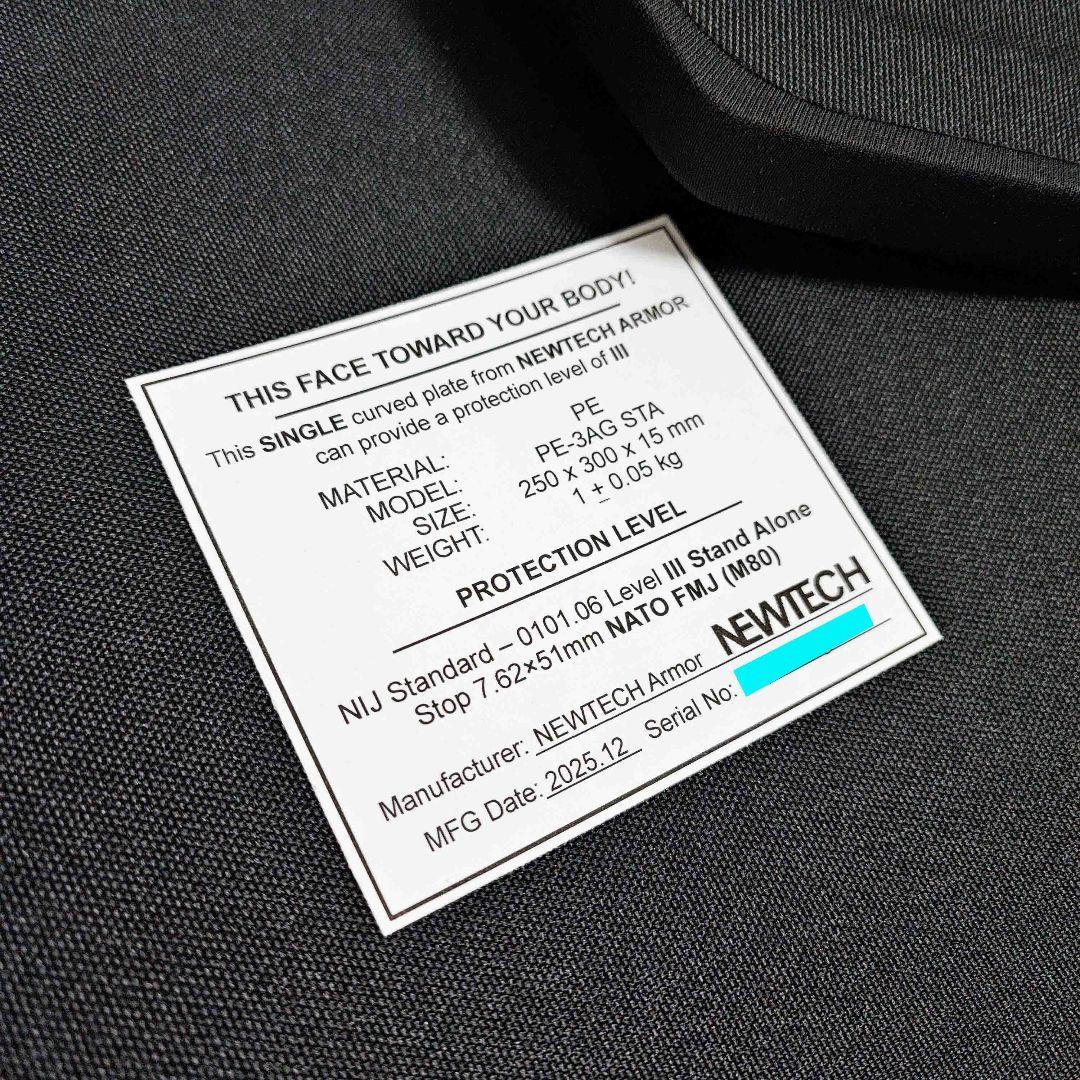 THIS FACE TOWARD YOUR BODY!
This SINGLE curved plate from NEWTECH ARMOR
can provide a protection level of III
MATERIAL: PE
MODEL: PE-3AG STA
SIZE: 250 x 300 x 15 mm
WEIGHT: 1 ± 0.05 kg
PROTECTION LEVEL
NIJ Standard – 0101.06 Level III Stand Alone
Stop 7.62×51mm NATO FMJ (M80)
Manufacturer: NEWTECH Armor NEWTECH
MFG Date: 2025.12 Serial No: